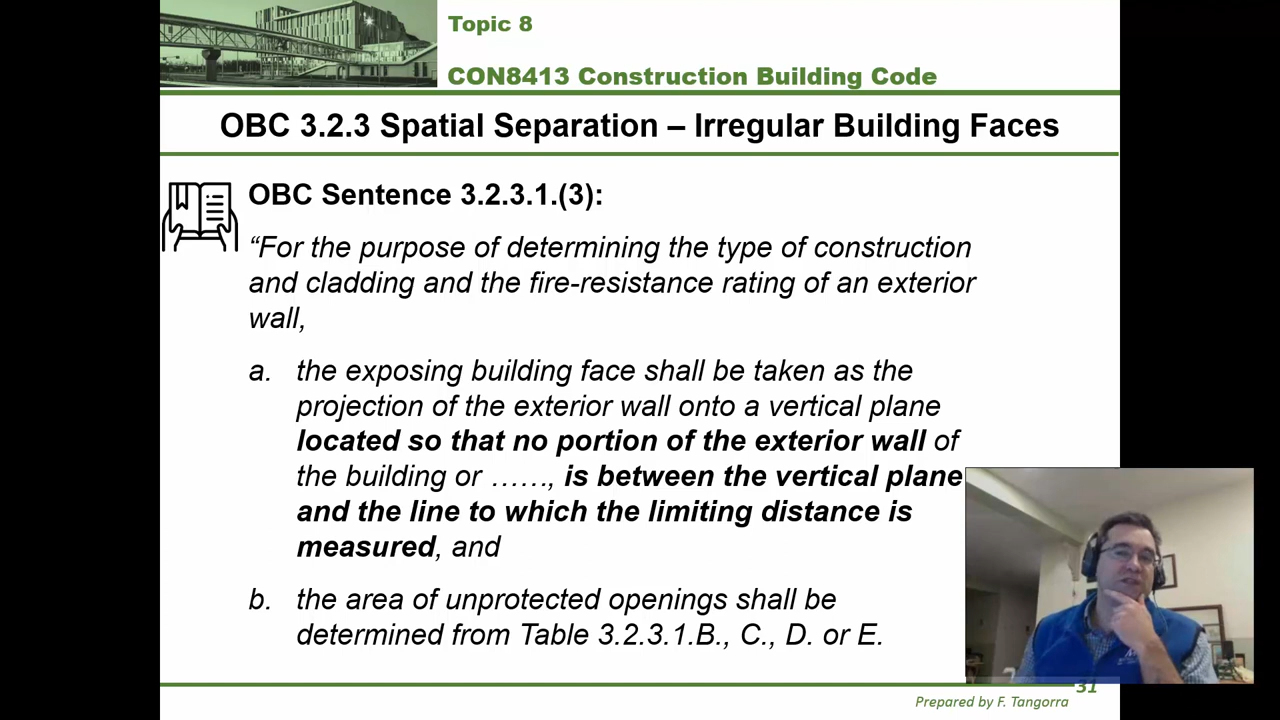 Topic 8
CON8413 Construction Building Code
OBC 3.2.3 Spatial Separation – Irregular Building Faces
OBC Sentence 3.2.3.1.(3):
“For the purpose of determining the type of construction
and cladding and the fire-resistance rating of an exterior
wall,
a. the exposing building face shall be taken as the
projection of the exterior wall onto a vertical plane
located so that no portion of the exterior wall of
the building or ……, is between the vertical plane
and the line to which the limiting distance is
measured, and
b. the area of unprotected openings shall be
determined from Table 3.2.3.1.B., C., D. or E.
31
Prepared by F. Tangorra